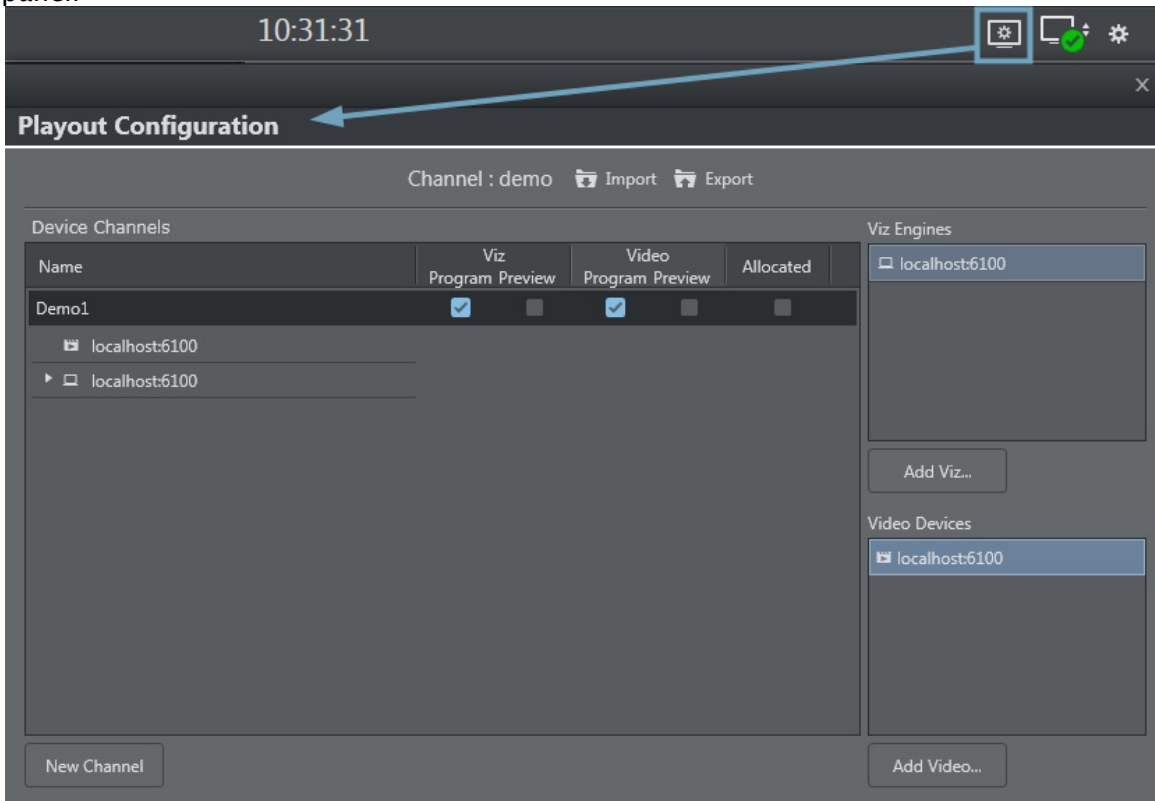 panel.
10:31:31
Playout Configuration
Channel : demo Import Export
Device Channels
Name
Viz
Program Preview
Video
Program Preview
Allocated
Demo1
localhost:6100
localhost:6100
New Channel
Viz Engines
localhost:6100
Add Viz...
Video Devices
localhost:6100
Add Video...